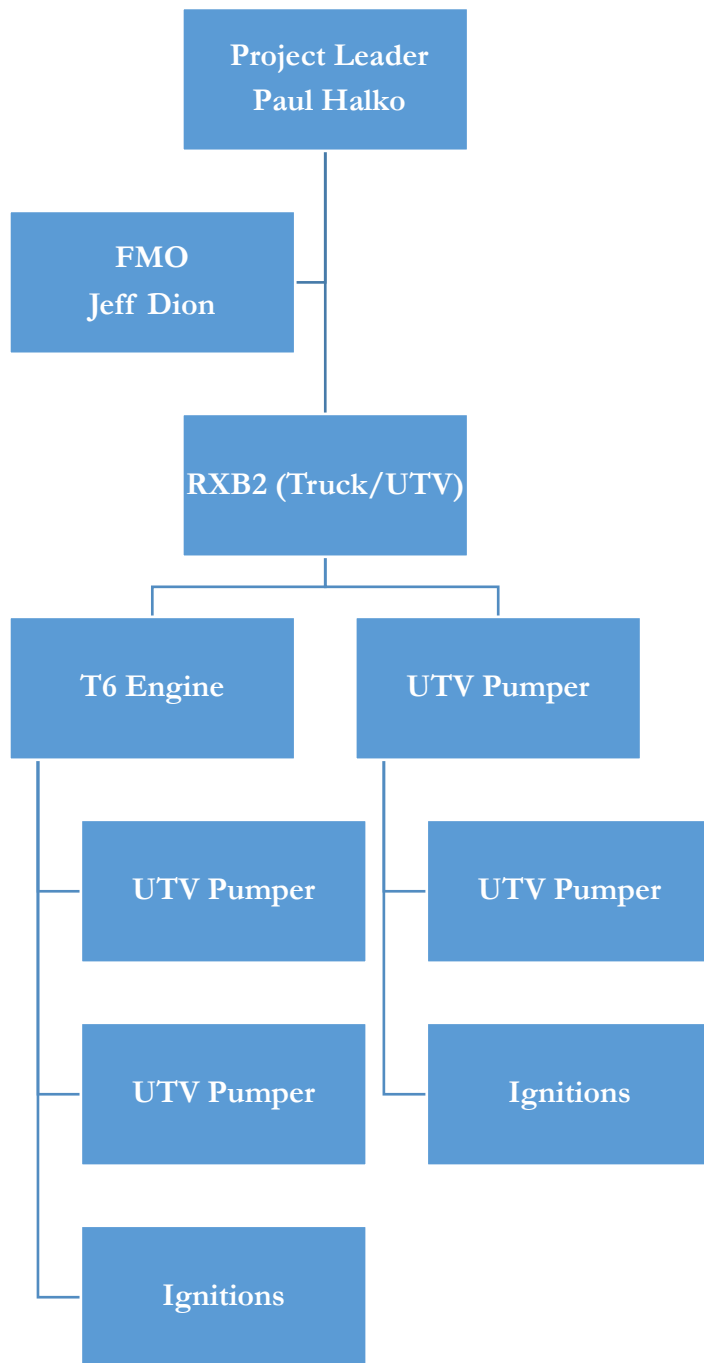 Project Leader
Paul Halko
FMO
Jeff Dion
RXB2 (Truck/UTV)
T6 Engine
UTV Pumper
UTV Pumper
UTV Pumper
UTV Pumper
Ignitions
Ignitions